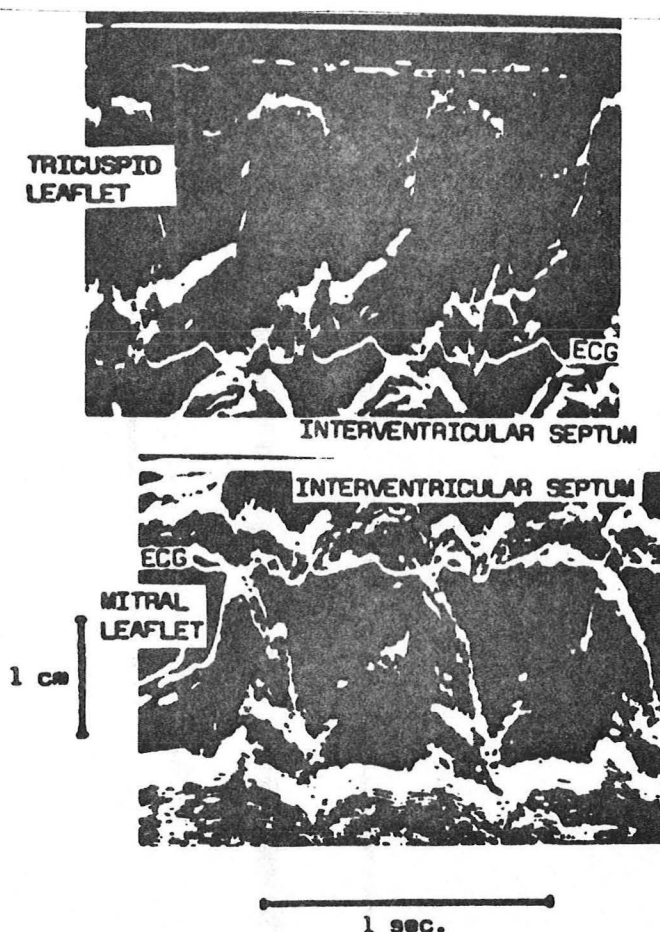 TRICUSPID
LEAFLET
ECG
INTERVENTRICULAR SEPTUM
INTERVENTRICULAR SEPTUM
ECG
MITRAL
LEAFLET
1 cm
1 sec.